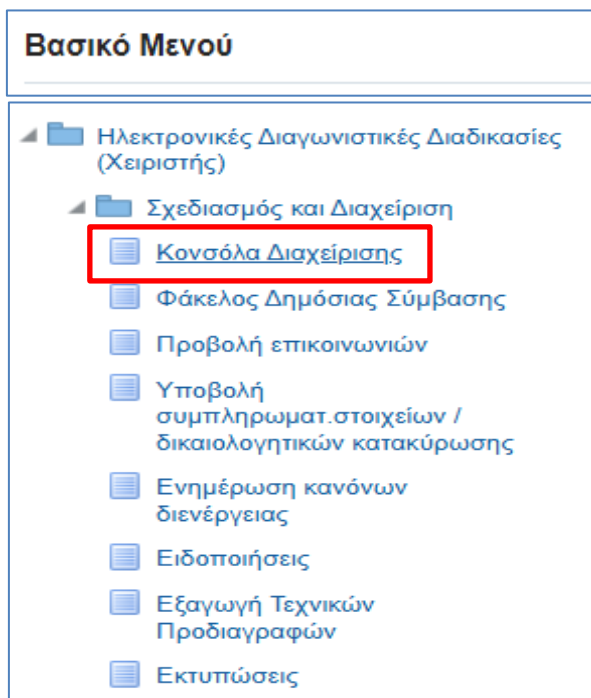 Βασικό Μενού
Ηλεκτρονικές Διαγωνιστικές Διαδικασίες
(Χειριστής)
Σχεδιασμός και Διαχείριση
Κονσόλα Διαχείρισης
Φάκελος Δημόσιας Σύμβασης
Προβολή επικοινωνιών
Υποβολή
συμπληρωματ.στοιχείων /
δικαιολογητικών κατακύρωσης
Ενημέρωση κανόνων
διενέργειας
Ειδοποιήσεις
Εξαγωγή Τεχνικών
Προδιαγραφών
Εκτυπώσεις